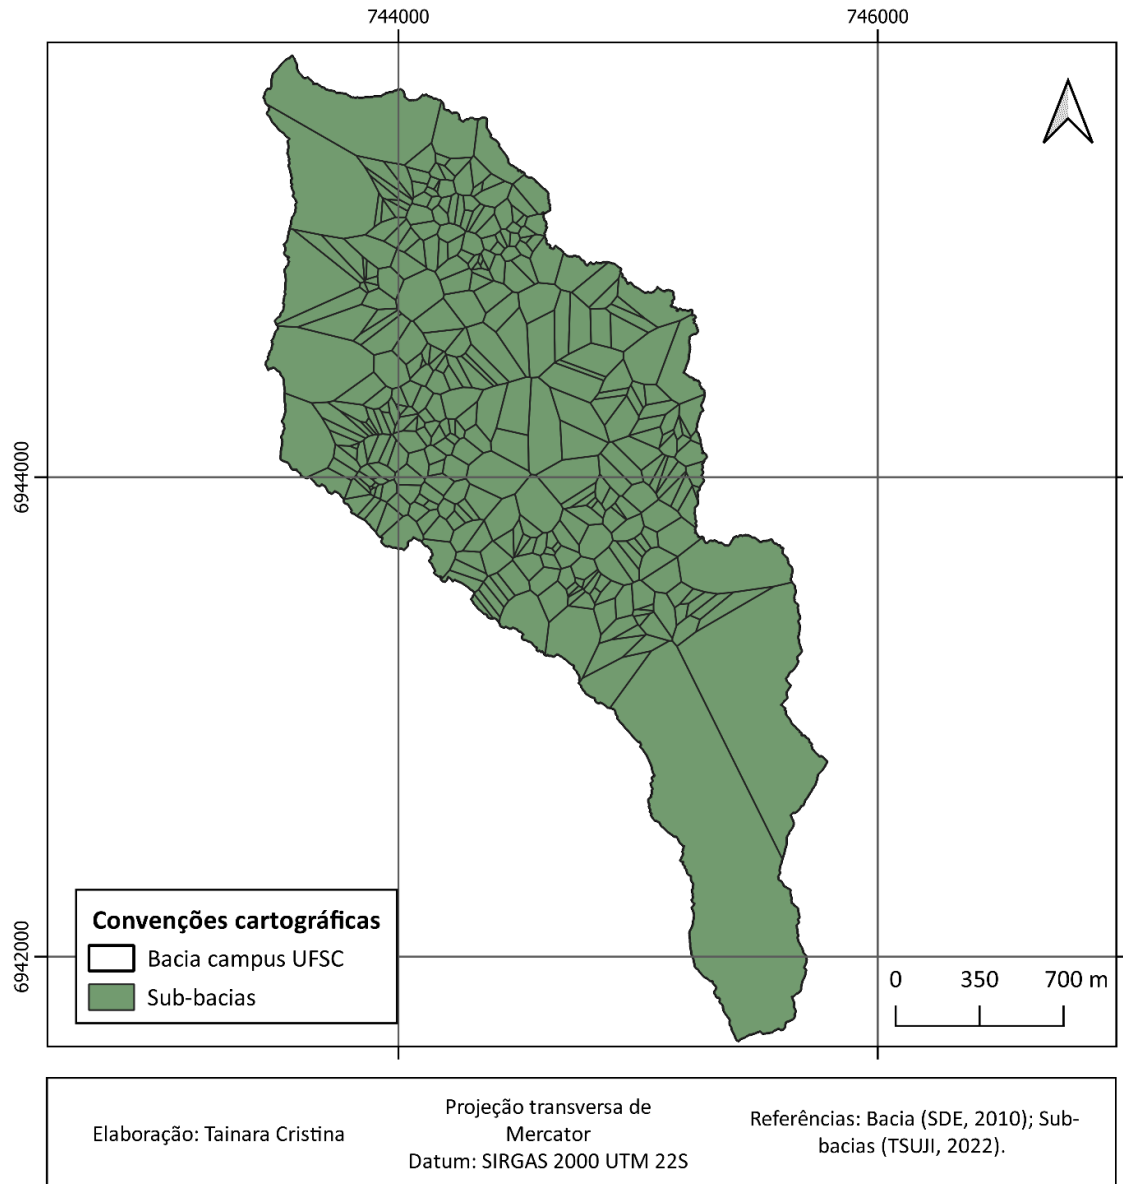 744000
746000
6944000
6942000
Convenções cartográficas
Bacia campus UFSC
Sub-bacias
0 350 700 m
Elaboração: Tainara Cristina
Projeção transversa de
Mercator
Datum: SIRGAS 2000 UTM 22S
Referências: Bacia (SDE, 2010); Sub-
bacias (TSUJI, 2022).